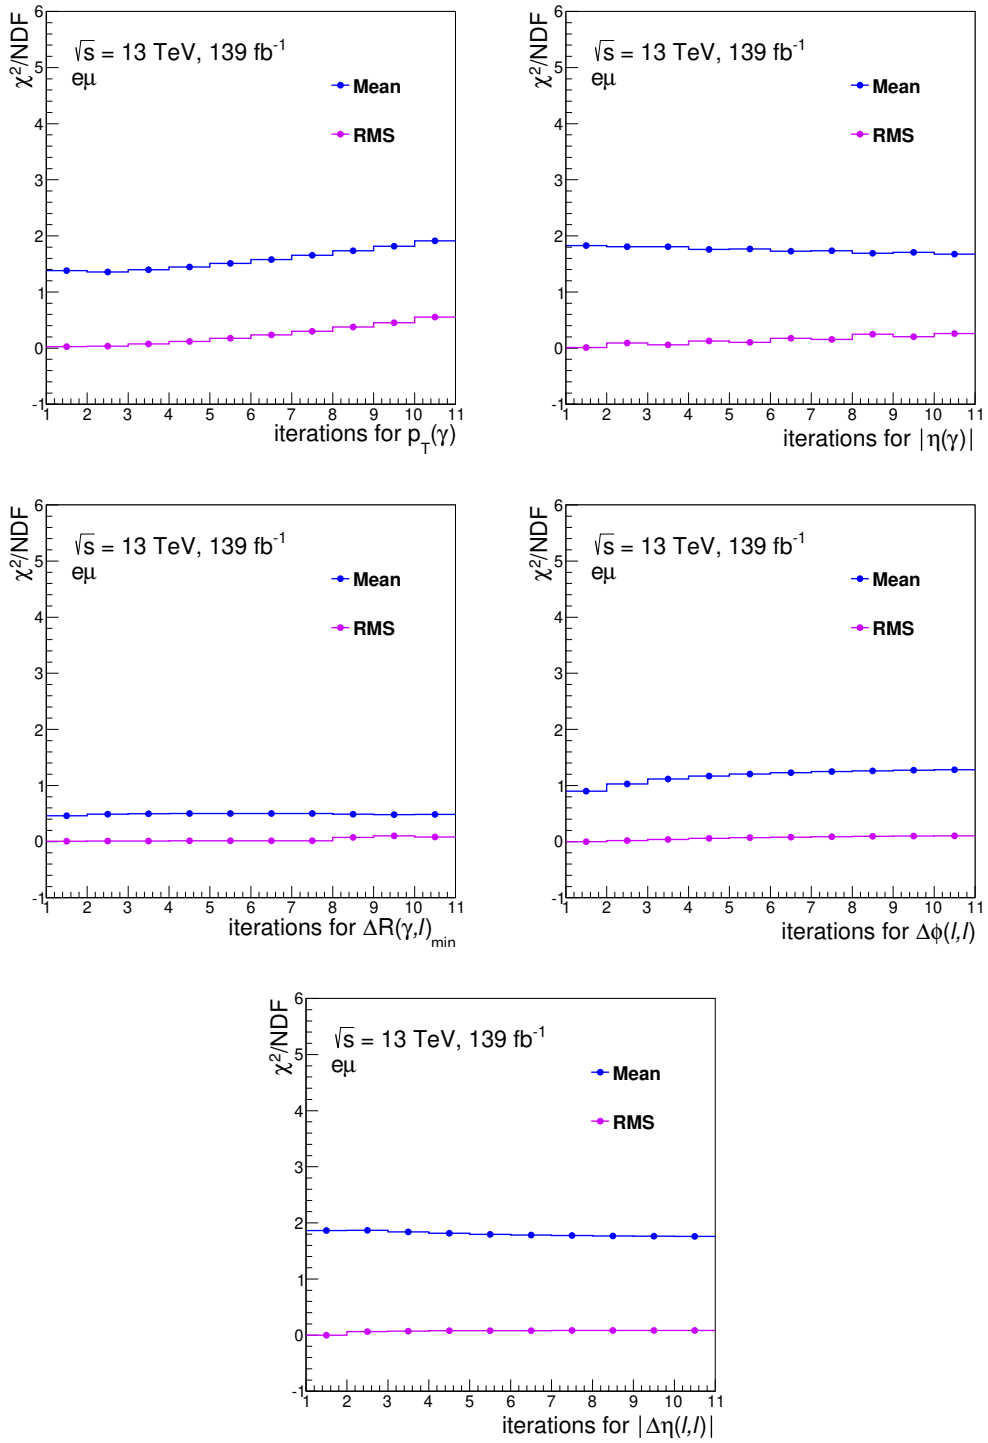 χ²/NDF
6
5
4
3
2
1
0
-1
√s = 13 TeV, 139 fb⁻¹
eμ
Mean
RMS
1 2 3 4 5 6 7 8 9 10 11
iterations for p_T(γ)
χ²/NDF
6
5
4
3
2
1
0
-1
√s = 13 TeV, 139 fb⁻¹
eμ
Mean
RMS
1 2 3 4 5 6 7 8 9 10 11
iterations for |η(γ)|
χ²/NDF
6
5
4
3
2
1
0
-1
√s = 13 TeV, 139 fb⁻¹
eμ
Mean
RMS
1 2 3 4 5 6 7 8 9 10 11
iterations for ΔR(γ,l)_min
χ²/NDF
6
5
4
3
2
1
0
-1
√s = 13 TeV, 139 fb⁻¹
eμ
Mean
RMS
1 2 3 4 5 6 7 8 9 10 11
iterations for Δϕ(l,l)
χ²/NDF
6
5
4
3
2
1
0
-1
√s = 13 TeV, 139 fb⁻¹
eμ
Mean
RMS
1 2 3 4 5 6 7 8 9 10 11
iterations for |Δη(l,l)|